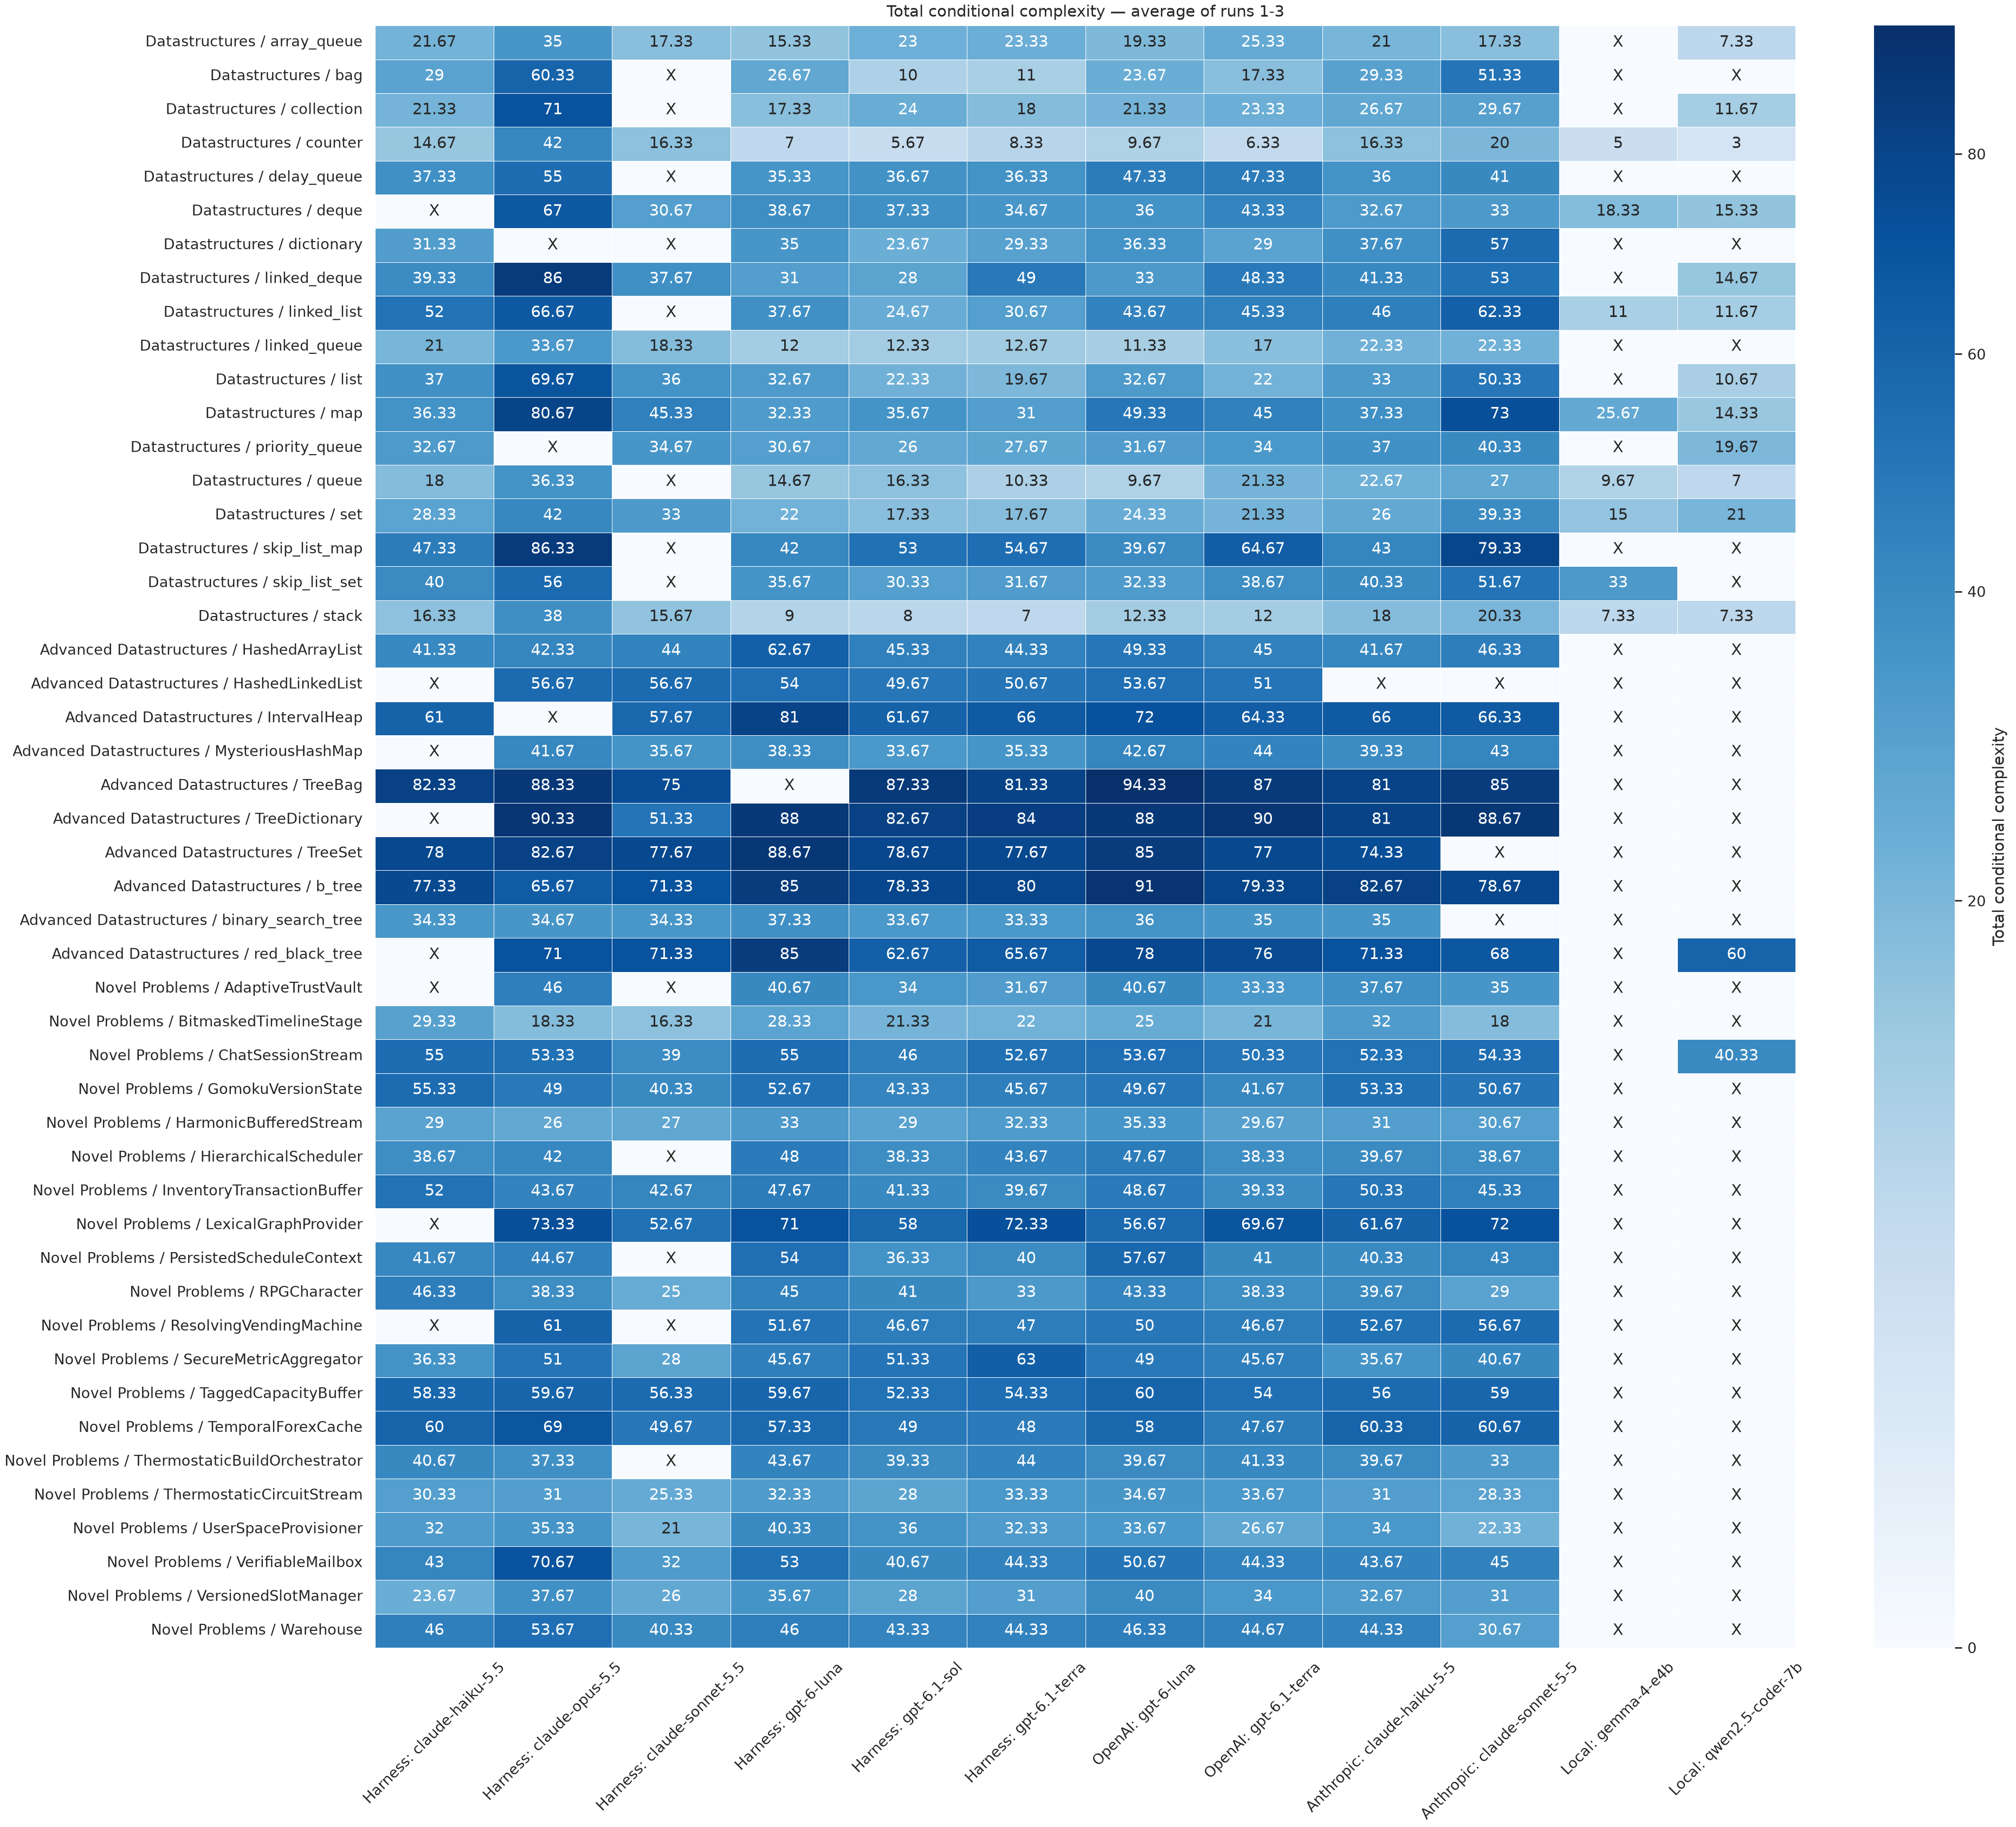 Total conditional complexity — average of runs 1-3
Datastructures / array_queue 21.67 35 17.33 15.33 23 23.33 19.33 25.33 21 17.33 X 7.33
Datastructures / bag 29 60.33 X 26.67 10 11 23.67 17.33 29.33 51.33 X X
Datastructures / collection 21.33 71 X 17.33 24 18 21.33 23.33 26.67 29.67 X 11.67
Datastructures / counter 14.67 42 16.33 7 5.67 8.33 9.67 6.33 16.33 20 5 3
80
Datastructures / delay_queue 37.33 55 X 35.33 36.67 36.33 47.33 47.33 36 41 X X
Datastructures / deque X 67 30.67 38.67 37.33 34.67 36 43.33 32.67 33 18.33 15.33
Datastructures / dictionary 31.33 X X 35 23.67 29.33 36.33 29 37.67 57 X X
Datastructures / linked_deque 39.33 86 37.67 31 28 49 33 48.33 41.33 53 X 14.67
Datastructures / linked_list 52 66.67 X 37.67 24.67 30.67 43.67 45.33 46 62.33 11 11.67
Datastructures / linked_queue 21 33.67 18.33 12 12.33 12.67 11.33 17 22.33 22.33 X X
60
Datastructures / list 37 69.67 36 32.67 22.33 19.67 32.67 22 33 50.33 X 10.67
Datastructures / map 36.33 80.67 45.33 32.33 35.67 31 49.33 45 37.33 73 25.67 14.33
Datastructures / priority_queue 32.67 X 34.67 30.67 26 27.67 31.67 34 37 40.33 X 19.67
Datastructures / queue 18 36.33 X 14.67 16.33 10.33 9.67 21.33 22.67 27 9.67 7
Datastructures / set 28.33 42 33 22 17.33 17.67 24.33 21.33 26 39.33 15 21
Datastructures / skip_list_map 47.33 86.33 X 42 53 54.67 39.67 64.67 43 79.33 X X
Datastructures / skip_list_set 40 56 X 35.67 30.33 31.67 32.33 38.67 40.33 51.67 33 X
40
Datastructures / stack 16.33 38 15.67 9 8 7 12.33 12 18 20.33 7.33 7.33
Advanced Datastructures / HashedArrayList 41.33 42.33 44 62.67 45.33 44.33 49.33 45 41.67 46.33 X X
Advanced Datastructures / HashedLinkedList X 56.67 56.67 54 49.67 50.67 53.67 51 X X X X
Advanced Datastructures / IntervalHeap 61 X 57.67 81 61.67 66 72 64.33 66 66.33 X X
Advanced Datastructures / MysteriousHashMap X 41.67 35.67 38.33 33.67 35.33 42.67 44 39.33 43 X X
Advanced Datastructures / TreeBag 82.33 88.33 75 X 87.33 81.33 94.33 87 81 85 X X
Advanced Datastructures / TreeDictionary X 90.33 51.33 88 82.67 84 88 90 81 88.67 X X
Total conditional complexity
Advanced Datastructures / TreeSet 78 82.67 77.67 88.67 78.67 77.67 85 77 74.33 X X X
Advanced Datastructures / b_tree 77.33 65.67 71.33 85 78.33 80 91 79.33 82.67 78.67 X X
20
Advanced Datastructures / binary_search_tree 34.33 34.67 34.33 37.33 33.67 33.33 36 35 35 X X X
Advanced Datastructures / red_black_tree X 71 71.33 85 62.67 65.67 78 76 71.33 68 X 60
Novel Problems / AdaptiveTrustVault X 46 X 40.67 34 31.67 40.67 33.33 37.67 35 X X
Novel Problems / BitmaskedTimelineStage 29.33 18.33 16.33 28.33 21.33 22 25 21 32 18 X X
Novel Problems / ChatSessionStream 55 53.33 39 55 46 52.67 53.67 50.33 52.33 54.33 X 40.33
Novel Problems / GomokuVersionState 55.33 49 40.33 52.67 43.33 45.67 49.67 41.67 53.33 50.67 X X
Novel Problems / HarmonicBufferedStream 29 26 27 33 29 32.33 35.33 29.67 31 30.67 X X
Novel Problems / HierarchicalScheduler 38.67 42 X 48 38.33 43.67 47.67 38.33 39.67 38.67 X X
Novel Problems / InventoryTransactionBuffer 52 43.67 42.67 47.67 41.33 39.67 48.67 39.33 50.33 45.33 X X
Novel Problems / LexicalGraphProvider X 73.33 52.67 71 58 72.33 56.67 69.67 61.67 72 X X
Novel Problems / PersistedScheduleContext 41.67 44.67 X 54 36.33 40 57.67 41 40.33 43 X X
Novel Problems / RPGCharacter 46.33 38.33 25 45 41 33 43.33 38.33 39.67 29 X X
Novel Problems / ResolvingVendingMachine X 61 X 51.67 46.67 47 50 46.67 52.67 56.67 X X
Novel Problems / SecureMetricAggregator 36.33 51 28 45.67 51.33 63 49 45.67 35.67 40.67 X X
Novel Problems / TaggedCapacityBuffer 58.33 59.67 56.33 59.67 52.33 54.33 60 54 56 59 X X
Novel Problems / TemporalForexCache 60 69 49.67 57.33 49 48 58 47.67 60.33 60.67 X X
Novel Problems / ThermostaticBuildOrchestrator 40.67 37.33 X 43.67 39.33 44 39.67 41.33 39.67 33 X X
Novel Problems / ThermostaticCircuitStream 30.33 31 25.33 32.33 28 33.33 34.67 33.67 31 28.33 X X
Novel Problems / UserSpaceProvisioner 32 35.33 21 40.33 36 32.33 33.67 26.67 34 22.33 X X
Novel Problems / VerifiableMailbox 43 70.67 32 53 40.67 44.33 50.67 44.33 43.67 45 X X
Novel Problems / VersionedSlotManager 23.67 37.67 26 35.67 28 31 40 34 32.67 31 X X
Novel Problems / Warehouse 46 53.67 40.33 46 43.33 44.33 46.33 44.67 44.33 30.67 X X
0
Harness: claude-haiku-5.5
Harness: claude-opus-5.5
Harness: claude-sonnet-5.5
Harness: gpt-6-luna
Harness: gpt-6.1-sol
Harness: gpt-6.1-terra
OpenAI: gpt-6-luna
OpenAI: gpt-6.1-terra
Anthropic: claude-haiku-5-5
Anthropic: claude-sonnet-5-5
Local: gemma-4-e4b
Local: qwen2.5-coder-7b